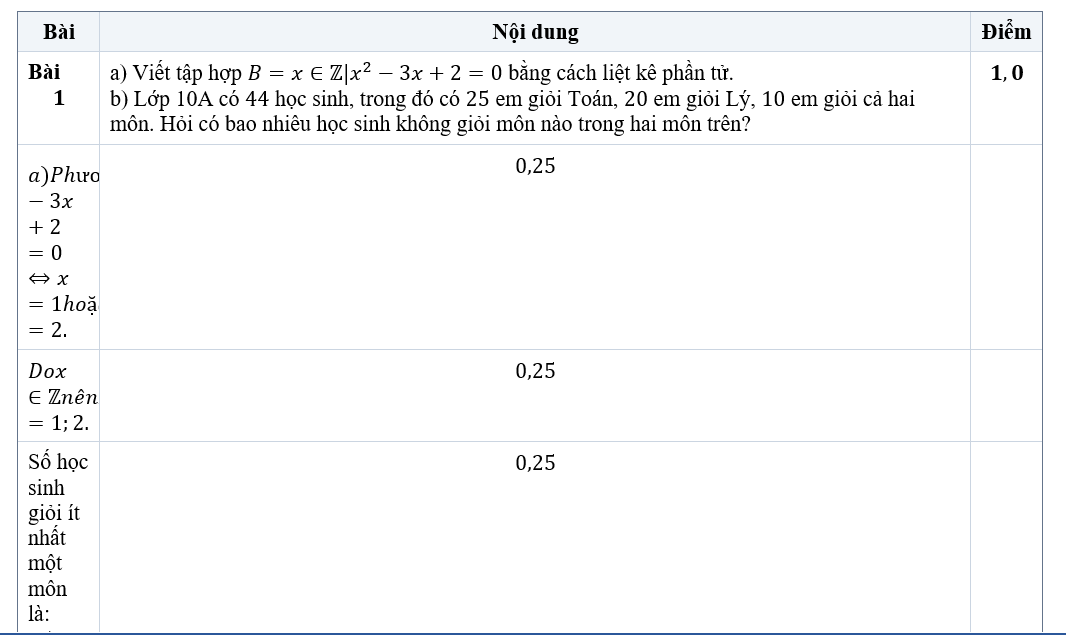 Bài Nội dung Điểm
Bài 1
a) Viết tập hợp B = x ∈ ℤ|x² − 3x + 2 = 0 bằng cách liệt kê phần tử.
b) Lớp 10A có 44 học sinh, trong đó có 25 em giỏi Toán, 20 em giỏi Lý, 10 em giỏi cả hai
môn. Hỏi có bao nhiêu học sinh không giỏi môn nào trong hai môn trên?
1,0
a)Phươ
− 3x
+ 2
= 0
⇔ x
= 1hoặ
= 2.
0,25
Dox
∈ ℤnên
= 1; 2.
0,25
Số học
sinh
giỏi ít
nhất
một
môn
là:
0,25